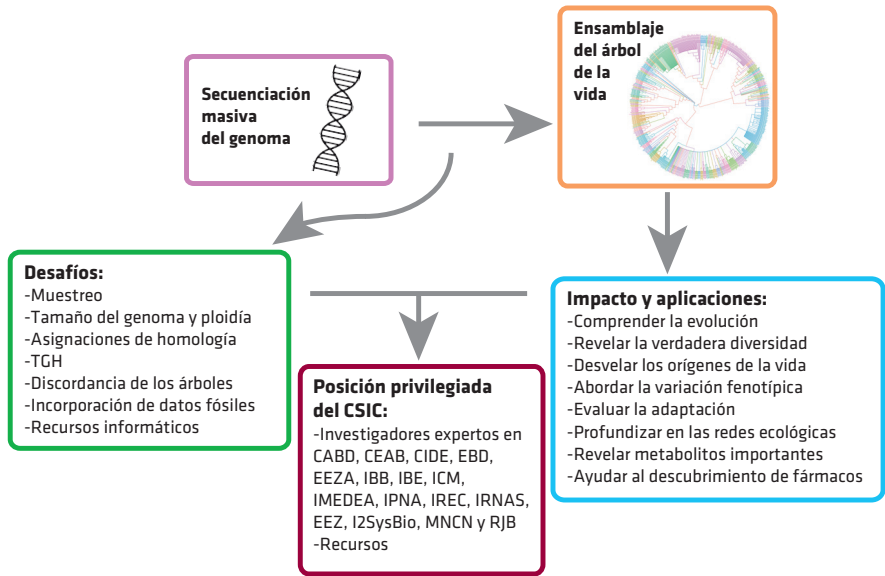 Secuenciación
masiva
del genoma
Ensamblaje
del árbol
de la
vida
Desafíos:
-Muestreo
-Tamaño del genoma y ploidía
-Asignaciones de homología
-TGH
-Discordancia de los árboles
-Incorporación de datos fósiles
-Recursos informáticos
Posición privilegiada
del CSIC:
-Investigadores expertos en
CABD, CEAB, CIDE, EBD,
EEZA, IBB, IBE, ICM,
IMEDEA, IPNA, IREC, IRNAS,
EEZ, I2SysBio, MNCN y RJB
-Recursos
Impacto y aplicaciones:
-Comprender la evolución
-Revelar la verdadera diversidad
-Desvelar los orígenes de la vida
-Abordar la variación fenotípica
-Evaluar la adaptación
-Profundizar en las redes ecológicas
-Revelar metabolitos importantes
-Ayudar al descubrimiento de fármacos